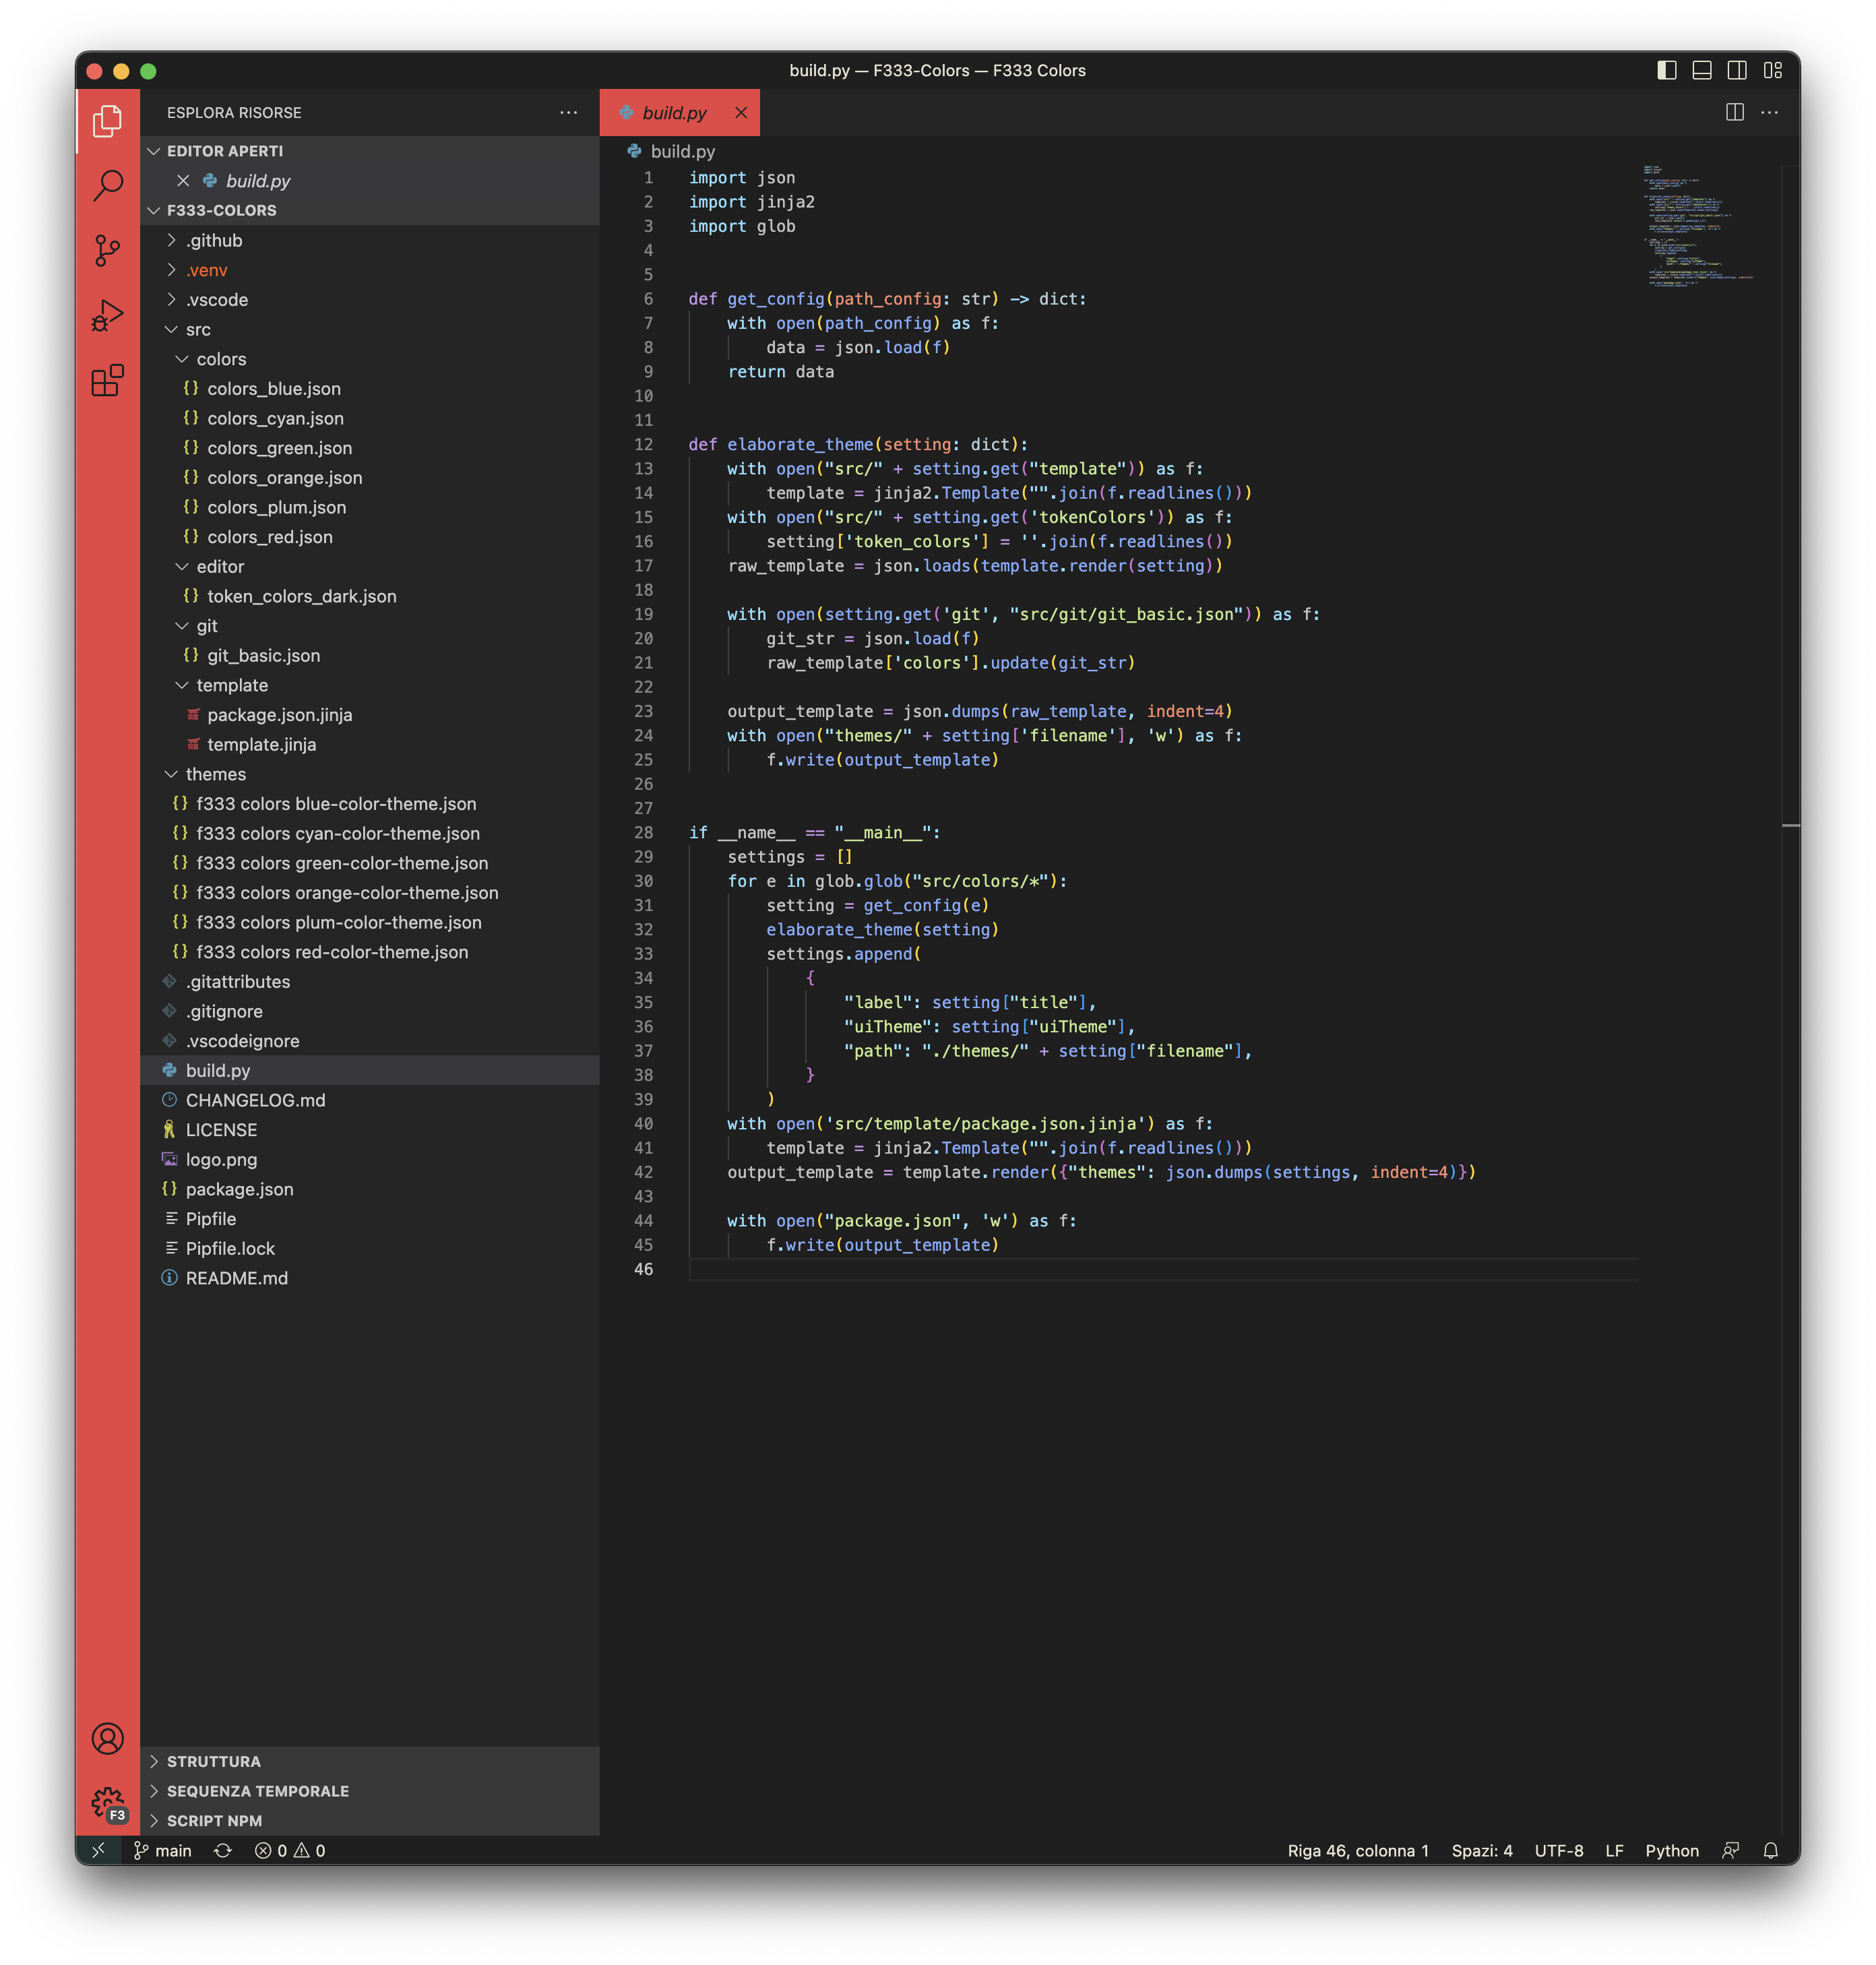 build.py — F333-Colors — F333 Colors
ESPLORA RISORSE
EDITOR APERTI
build.py
F333-COLORS
.github
.venv
.vscode
src
colors
{} colors_blue.json
{} colors_cyan.json
{} colors_green.json
{} colors_orange.json
{} colors_plum.json
{} colors_red.json
editor
{} token_colors_dark.json
git
{} git_basic.json
template
package.json.jinja
template.jinja
themes
{} f333 colors blue-color-theme.json
{} f333 colors cyan-color-theme.json
{} f333 colors green-color-theme.json
{} f333 colors orange-color-theme.json
{} f333 colors plum-color-theme.json
{} f333 colors red-color-theme.json
.gitattributes
.gitignore
.vscodeignore
build.py
CHANGELOG.md
LICENSE
logo.png
{} package.json
Pipfile
Pipfile.lock
README.md
STRUTTURA
SEQUENZA TEMPORALE
SCRIPT NPM
F3
build.py
build.py
1 import json
2 import jinja2
3 import glob
4
5
6 def get_config(path_config: str) -> dict:
7     with open(path_config) as f:
8         data = json.load(f)
9     return data
10
11
12 def elaborate_theme(setting: dict):
13     with open("src/" + setting.get("template")) as f:
14         template = jinja2.Template("".join(f.readlines()))
15     with open("src/" + setting.get('tokenColors')) as f:
16         setting['token_colors'] = ''.join(f.readlines())
17     raw_template = json.loads(template.render(setting))
18
19     with open(setting.get('git', "src/git/git_basic.json")) as f:
20         git_str = json.load(f)
21         raw_template['colors'].update(git_str)
22
23     output_template = json.dumps(raw_template, indent=4)
24     with open("themes/" + setting['filename'], 'w') as f:
25         f.write(output_template)
26
27
28 if __name__ == "__main__":
29     settings = []
30     for e in glob.glob("src/colors/*"):
31         setting = get_config(e)
32         elaborate_theme(setting)
33         settings.append(
34             {
35                 "label": setting["title"],
36                 "uiTheme": setting["uiTheme"],
37                 "path": "./themes/" + setting["filename"],
38             }
39         )
40     with open('src/template/package.json.jinja') as f:
41         template = jinja2.Template("".join(f.readlines()))
42     output_template = template.render({"themes": json.dumps(settings, indent=4)})
43
44     with open("package.json", 'w') as f:
45         f.write(output_template)
46
main 0 0
Riga 46, colonna 1 Spazi: 4 UTF-8 LF Python